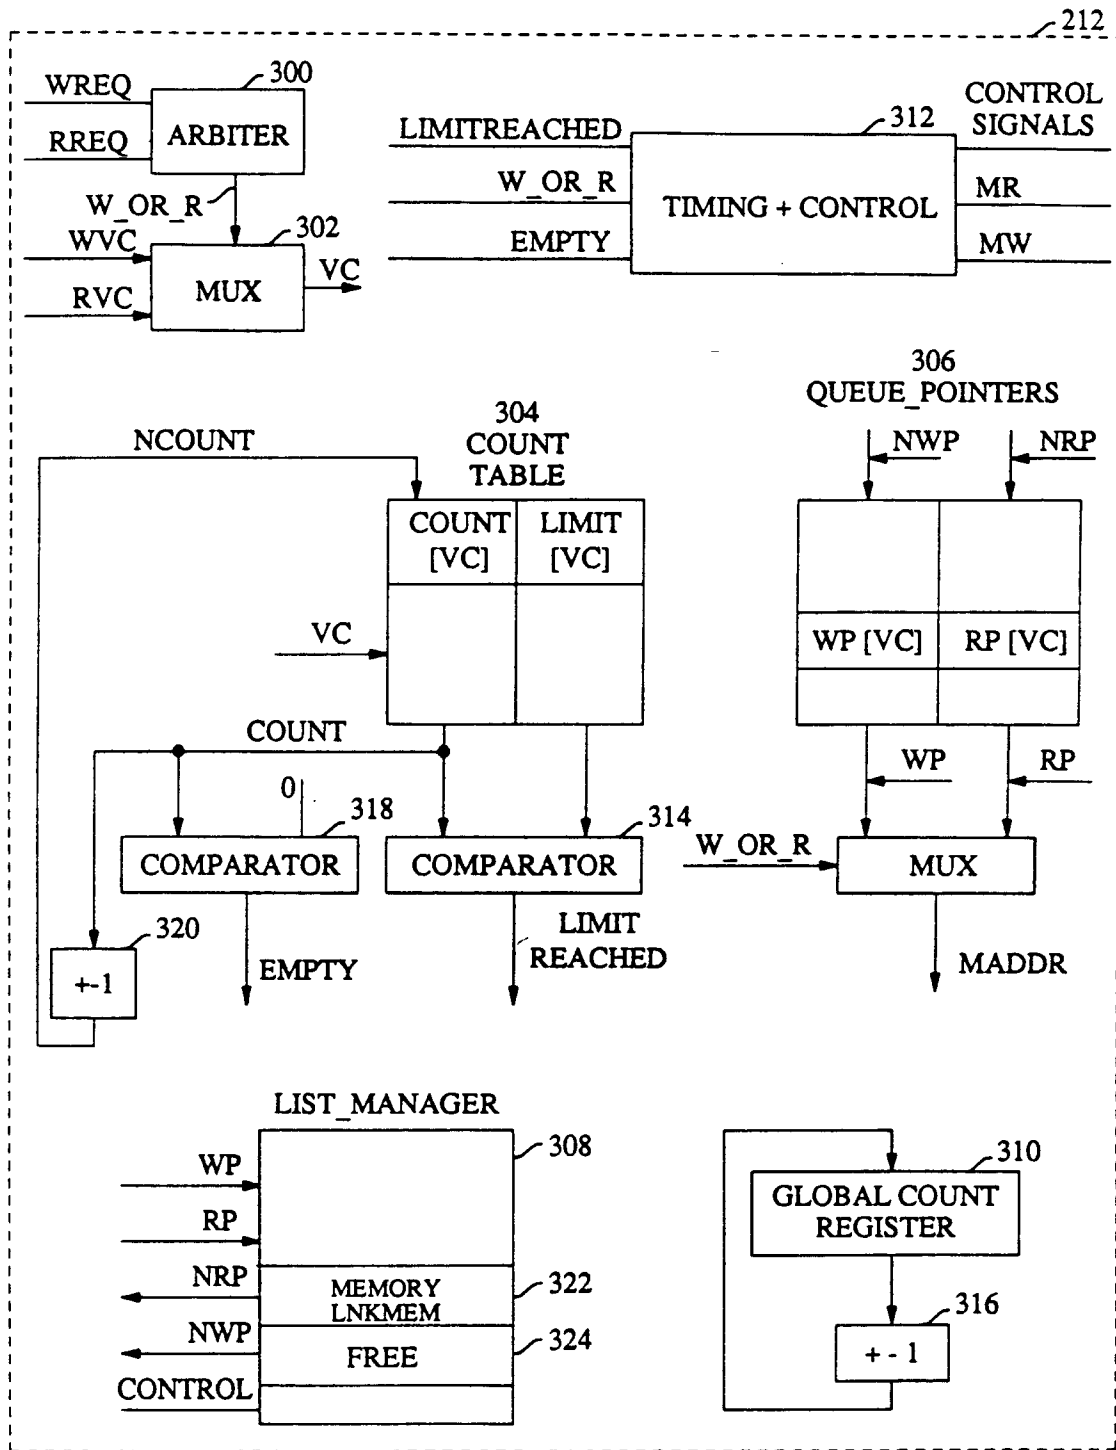 212
WREQ
300
RREQ
ARBITER
W_OR_R
WVC
302
RVC
MUX
VC
LIMITREACHED
312
CONTROL
SIGNALS
W_OR_R
TIMING + CONTROL
MR
EMPTY
MW
306
QUEUE_POINTERS
NWP
NRP
304
COUNT
TABLE
NCOUNT
COUNT
[VC]
LIMIT
[VC]
VC
WP [VC]
RP [VC]
COUNT
WP
RP
0
318
314
COMPARATOR
COMPARATOR
W_OR_R
MUX
320
+-1
EMPTY
LIMIT
REACHED
MADDR
LIST_MANAGER
308
WP
RP
NRP
MEMORY
LNKMEM
322
NWP
FREE
324
CONTROL
310
GLOBAL COUNT
REGISTER
316
+ - 1